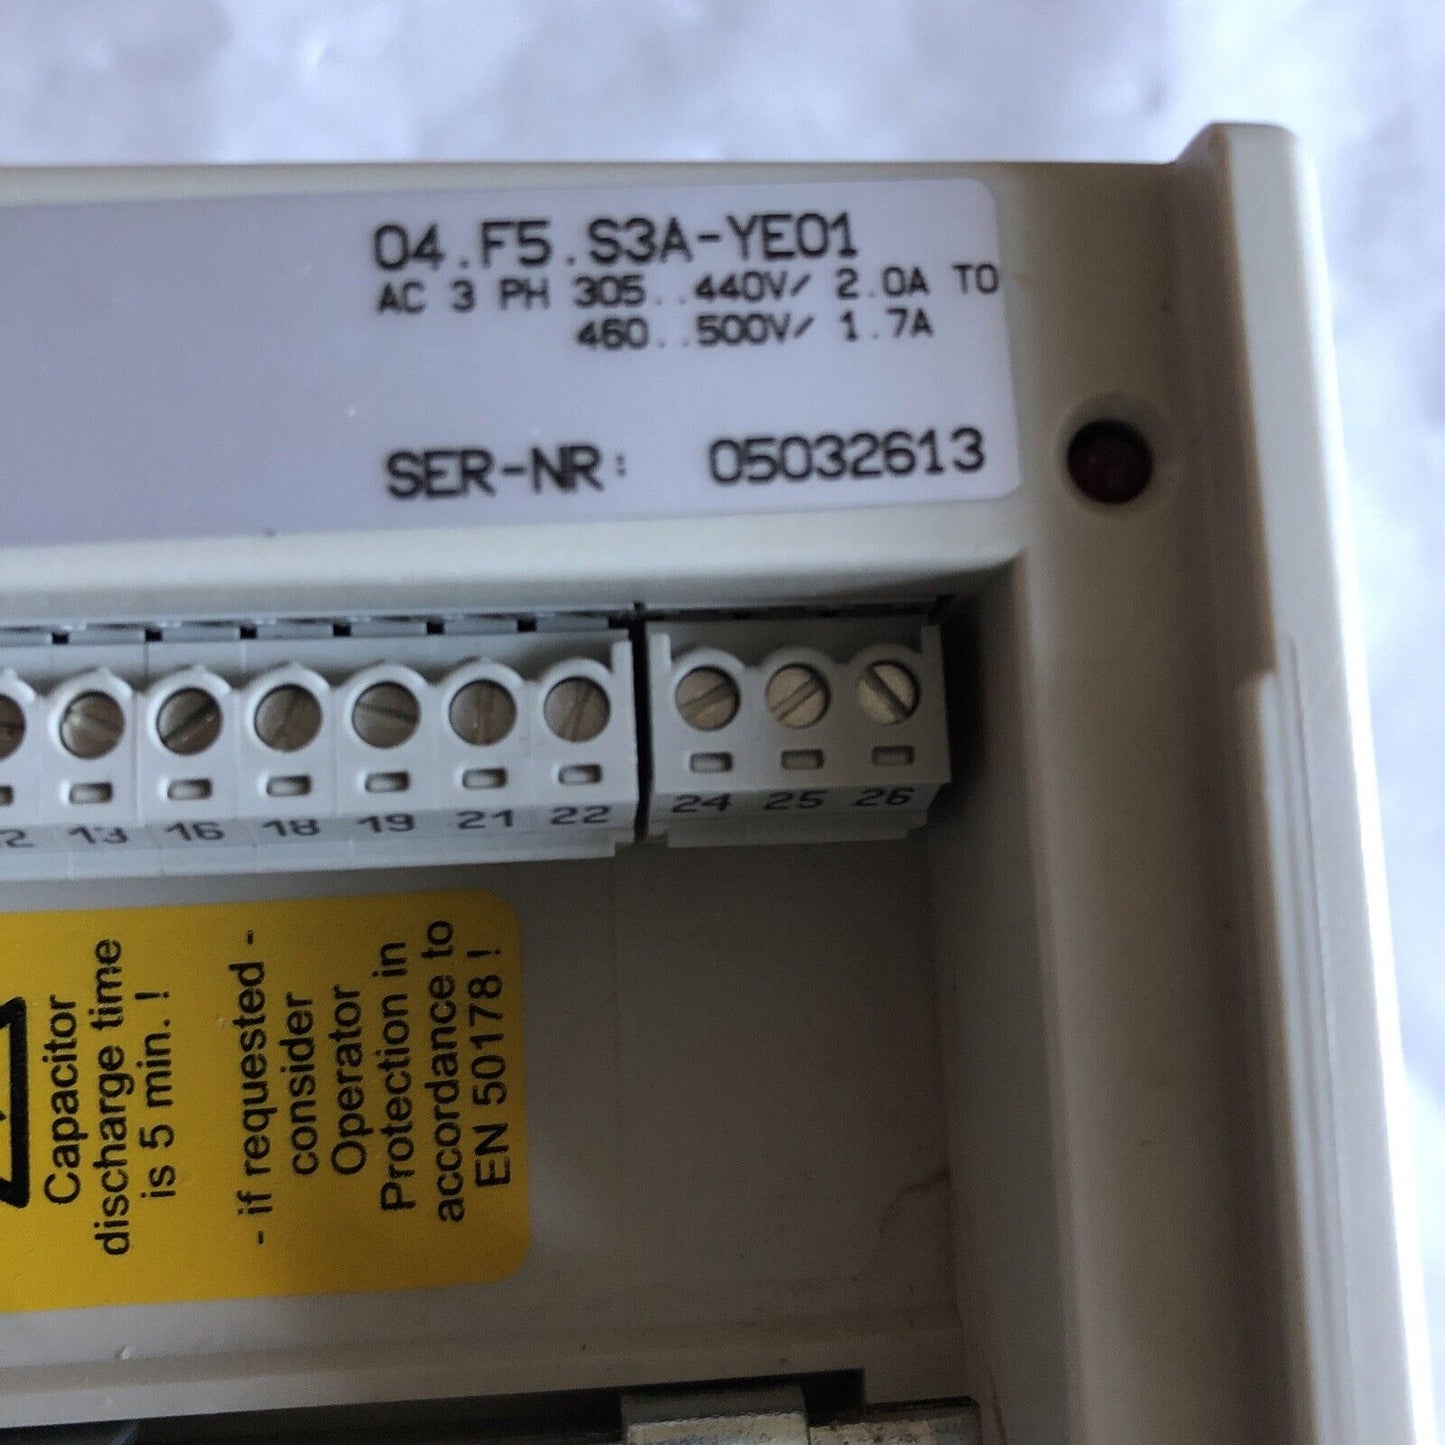 04.F5.S3A-YE01
AC 3 PH 305..440V/ 2.0A TO
460..500V/ 1.7A
SER-NR: 05032613
13 16 18 19 21 22 24 25 26
Capacitor
discharge time
is 5 min. !
- if requested -
consider
Operator
Protection in
accordance to
EN 50178 !